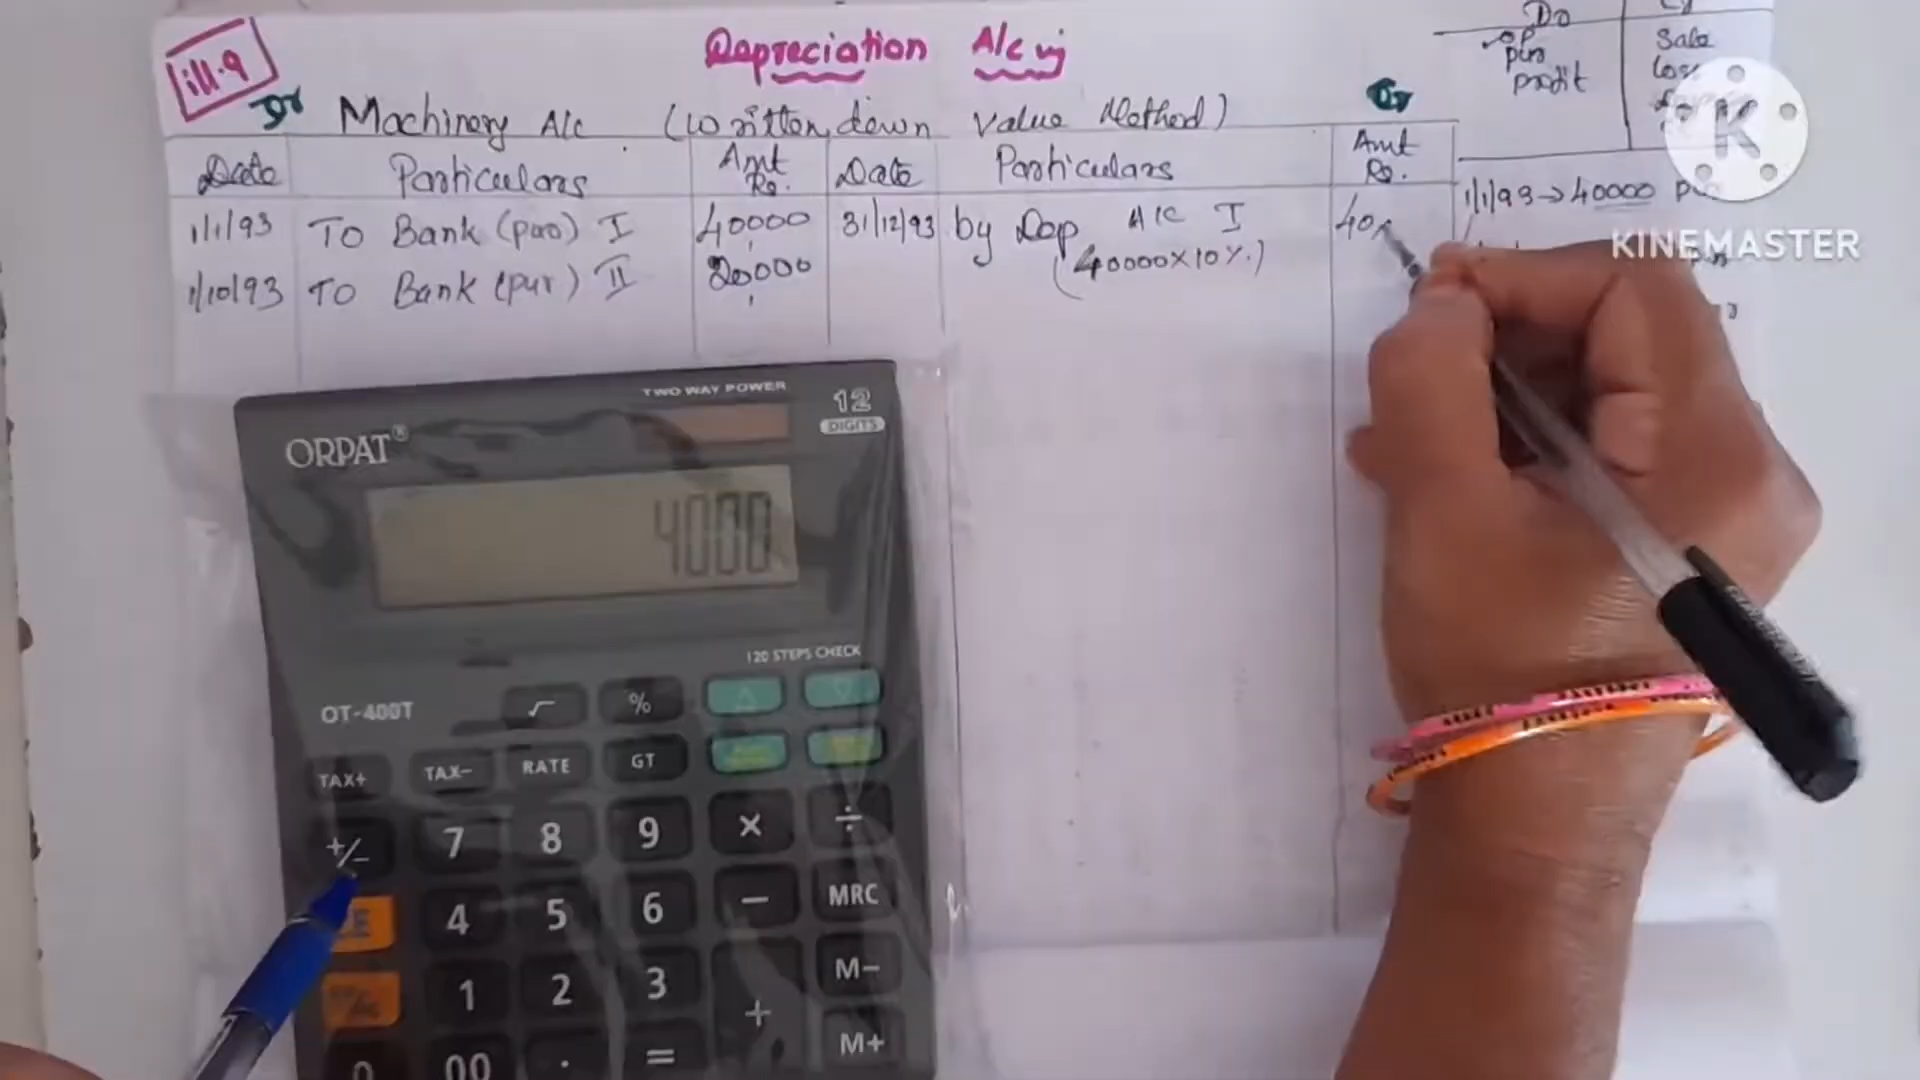 ill.9
Depreciation A/c
Dr Machinery A/c (Written down Value Method) Cr
Date Particulars Amt Rs. Date Particulars Amt Rs.
1/1/93 To Bank (pur) I 40000 31/12/93 by Dep A/c I 40
(40000x10%)
1/10/93 To Bank (pur) II 20000
Sale
profit
1/1/93→40000
K
KINEMASTER
TWO WAY POWER
12
DIGITS
ORPAT®
4000
120 STEPS CHECK
OT-400T
√ %
TAX+ TAX- RATE GT
+/- 7 8 9 × ÷
4 5 6 − MRC
1 2 3 + M−
0 00 . = M+